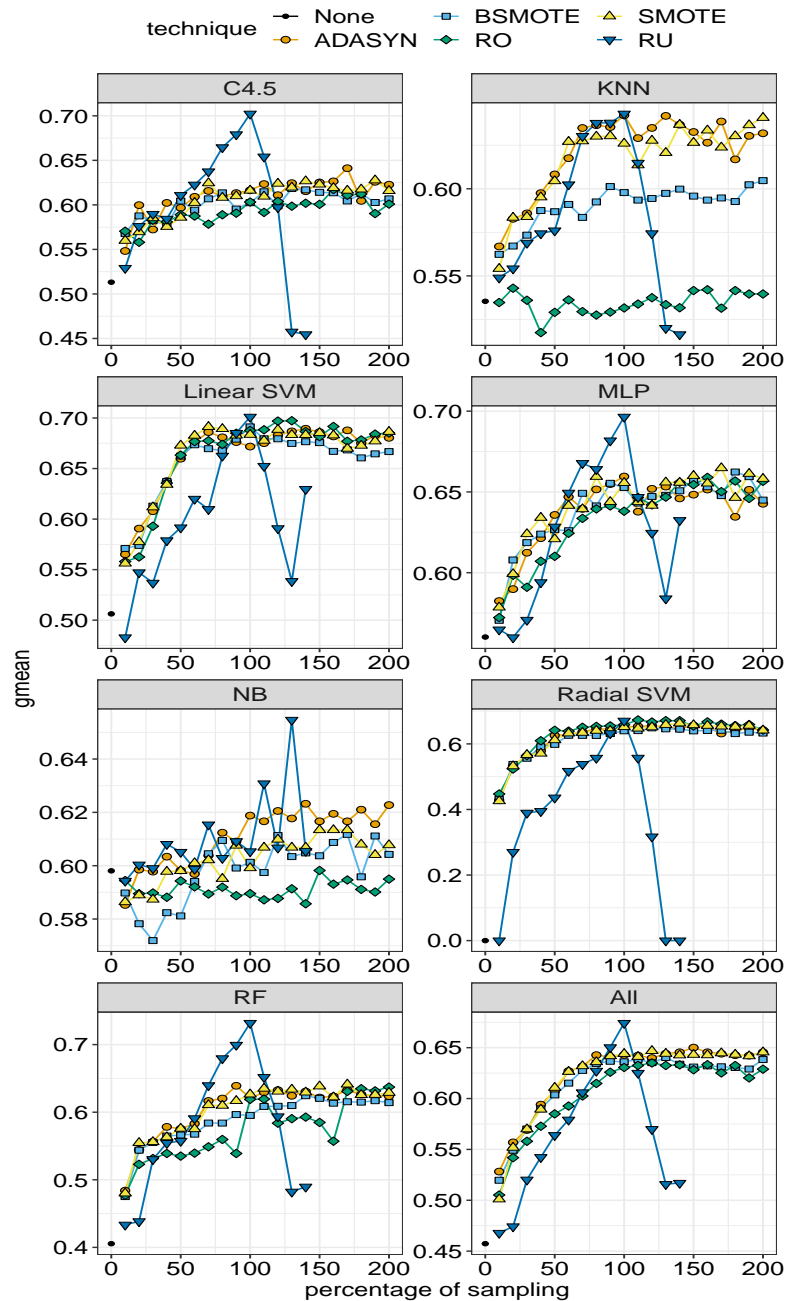 technique None BSMOTE SMOTE
ADASYN RO RU
C4.5 KNN
0.70
0.65
0.60
0.55
0.50
0.45
0.60
0.55
0 50 100 150 200 0 50 100 150 200
Linear SVM MLP
0.70
0.65
0.60
0.55
0.50
0.70
0.65
0.60
0 50 100 150 200 0 50 100 150 200
gmean
NB Radial SVM
0.64
0.62
0.60
0.58
0.6
0.4
0.2
0.0
0 50 100 150 200 0 50 100 150 200
RF All
0.7
0.6
0.5
0.4
0.65
0.60
0.55
0.50
0.45
0 50 100 150 200 0 50 100 150 200
percentage of sampling